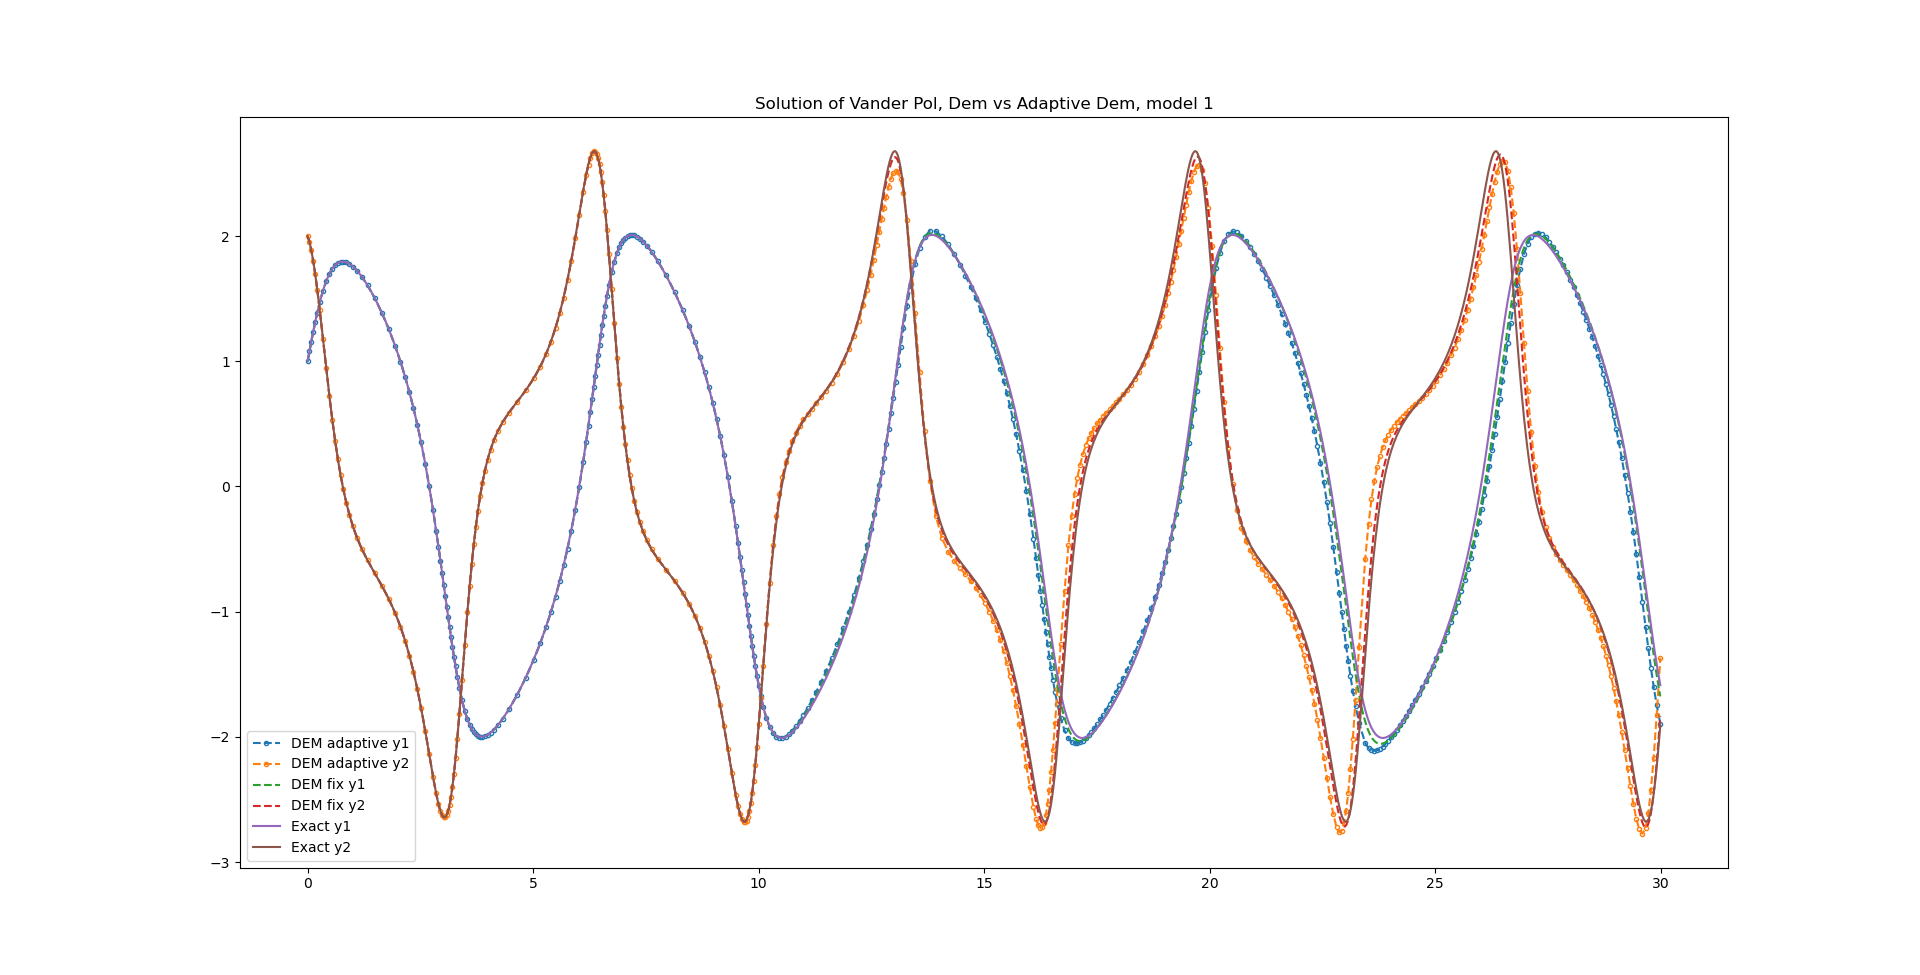 Solution of Vander Pol, Dem vs Adaptive Dem, model 1
2
1
0
−1
−2
−3
DEM adaptive y1
DEM adaptive y2
DEM fix y1
DEM fix y2
Exact y1
Exact y2
0 5 10 15 20 25 30